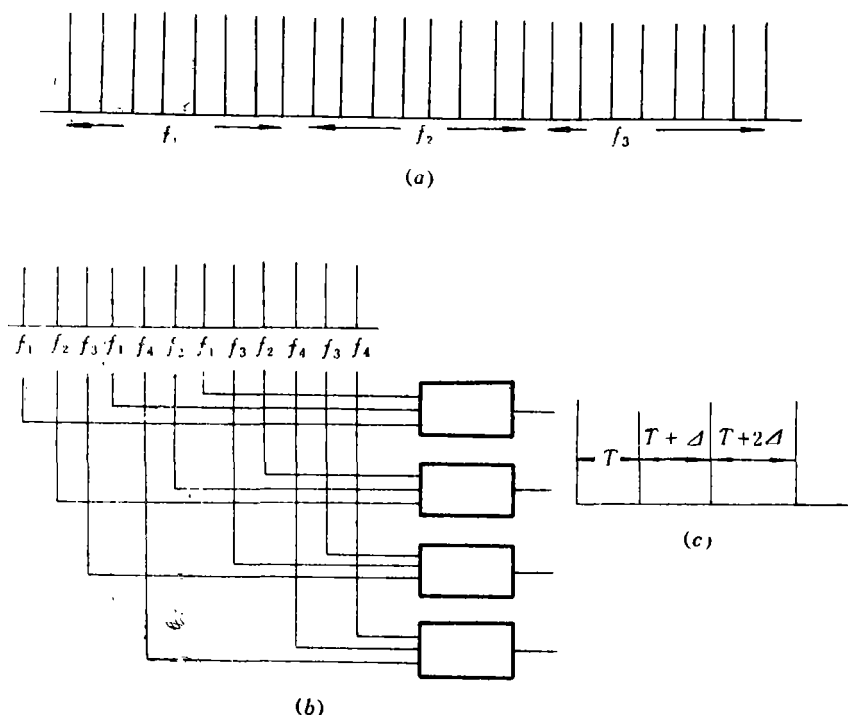 f₁ f₂ f₃
(a)
f₁ f₂ f₃ f₁ f₄ f₂ f₁ f₃ f₂ f₄ f₃ f₄
T T + Δ T + 2Δ
(c)
(b)